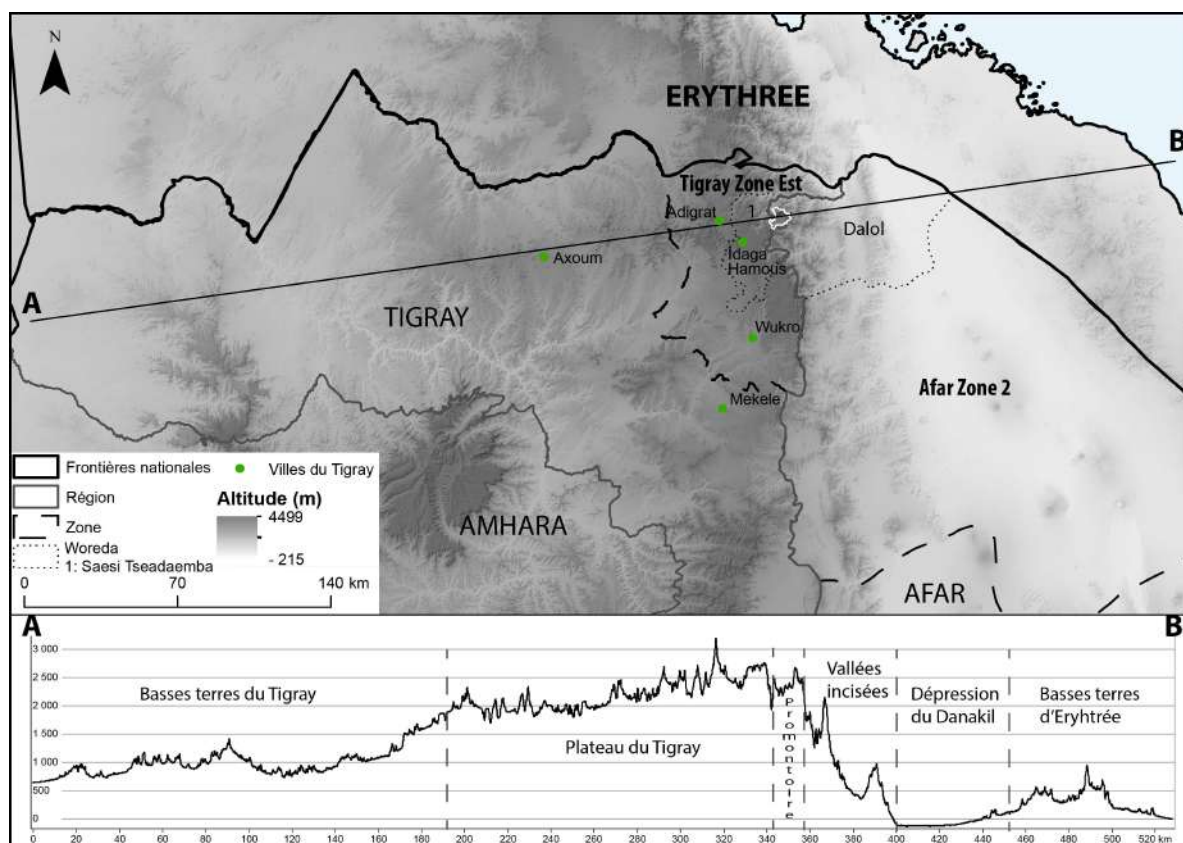 N
ERYTHREE
B
Tigray Zone Est
Adigrat
1
Dalol
Idaga
Hamous
Axoum
A
TIGRAY
Wukro
Afar Zone 2
Mekele
AMHARA
AFAR
Frontières nationales
Villes du Tigray
Région
Altitude (m)
Zone
4499
Woreda
- 215
1: Saesi Tseadaemba
0 70 140 km
A B
3 000
2 500
2 000
1 500
1 000
500
0
Basses terres du Tigray
Plateau du Tigray
Promontoire
Vallées
incisées
Dépression
du Danakil
Basses terres
d'Eryhtrée
0 20 40 60 80 100 120 140 160 180 200 220 240 260 280 300 320 340 360 380 400 420 440 460 480 500 520 km